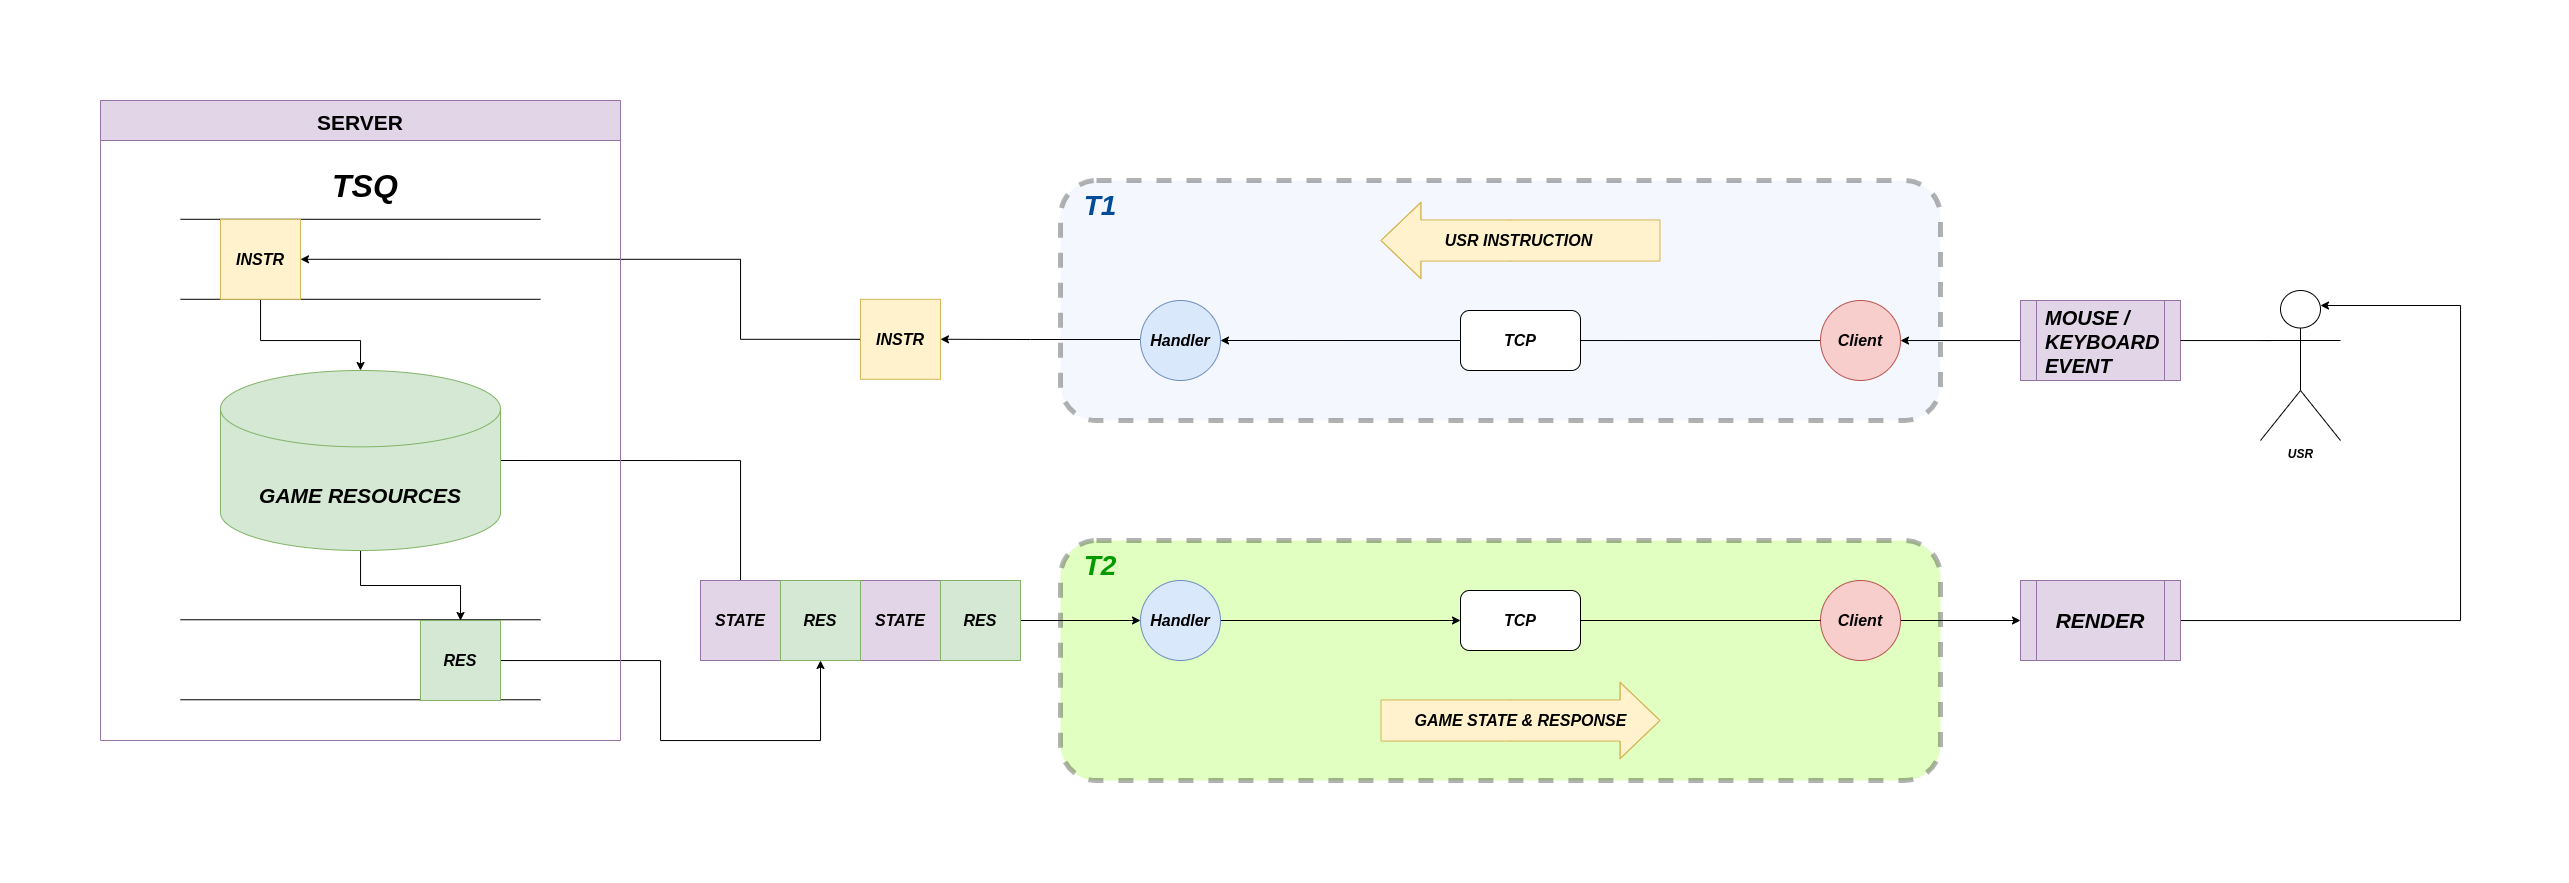 SERVER
TSQ
INSTR
GAME RESOURCES
RES
INSTR
T1
USR INSTRUCTION
Handler
TCP
Client
MOUSE /
KEYBOARD
EVENT
USR
STATE
RES
STATE
RES
T2
Handler
TCP
Client
GAME STATE & RESPONSE
RENDER